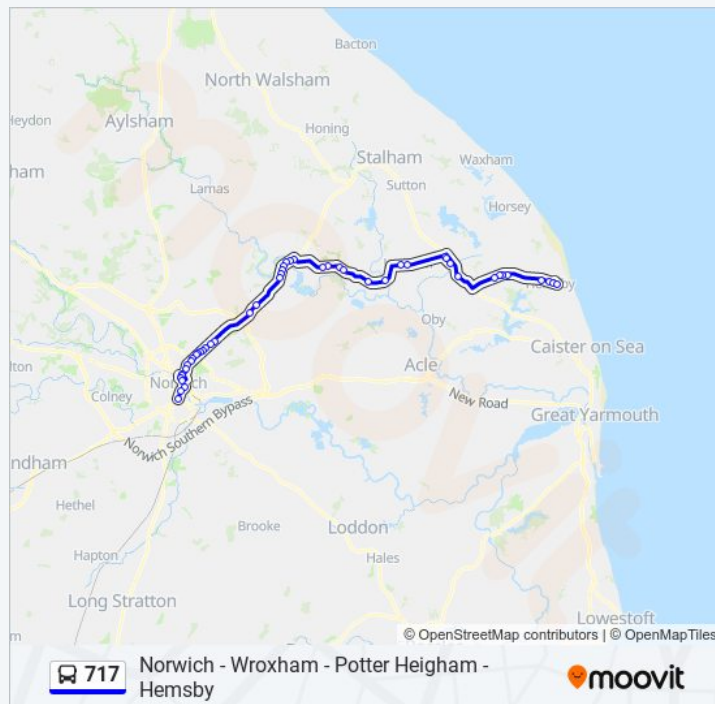 Bacton
North Walsham
Heydon
Aylsham
Honing
Stalham
Waxham
ham
Lamas
Sutton
Horsey
Hemsby
Oby
Caister on Sea
Acle
Norwich
lton
Colney
New Road
Great Yarmouth
Norwich Southern Bypass
ndham
Hethel
Brooke
Loddon
Hapton
Hales
Long Stratton
Lowestoft
m
© OpenStreetMap contributors | © OpenMapTiles
717
Norwich - Wroxham - Potter Heigham -
Hemsby
moovit